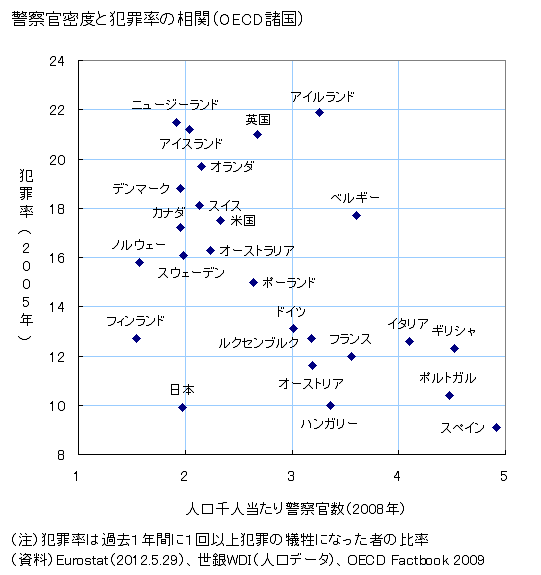 警察官密度と犯罪率の相関(OECD諸国)
24
22
20
18
16
14
12
10
8
犯罪率(2005年)
アイルランド
ニュージーランド
英国
アイスランド
オランダ
デンマーク
スイス
ベルギー
カナダ
米国
ノルウェー
オーストラリア
スウェーデン
ポーランド
ドイツ
フィンランド
ルクセンブルク
フランス
イタリア
ギリシャ
オーストリア
ポルトガル
日本
ハンガリー
スペイン
1 2 3 4 5
人口千人当たり警察官数(2008年)
(注)犯罪率は過去1年間に1回以上犯罪の犠牲になった者の比率
(資料)Eurostat(2012.5.29)、世銀WDI(人口データ)、OECD Factbook 2009